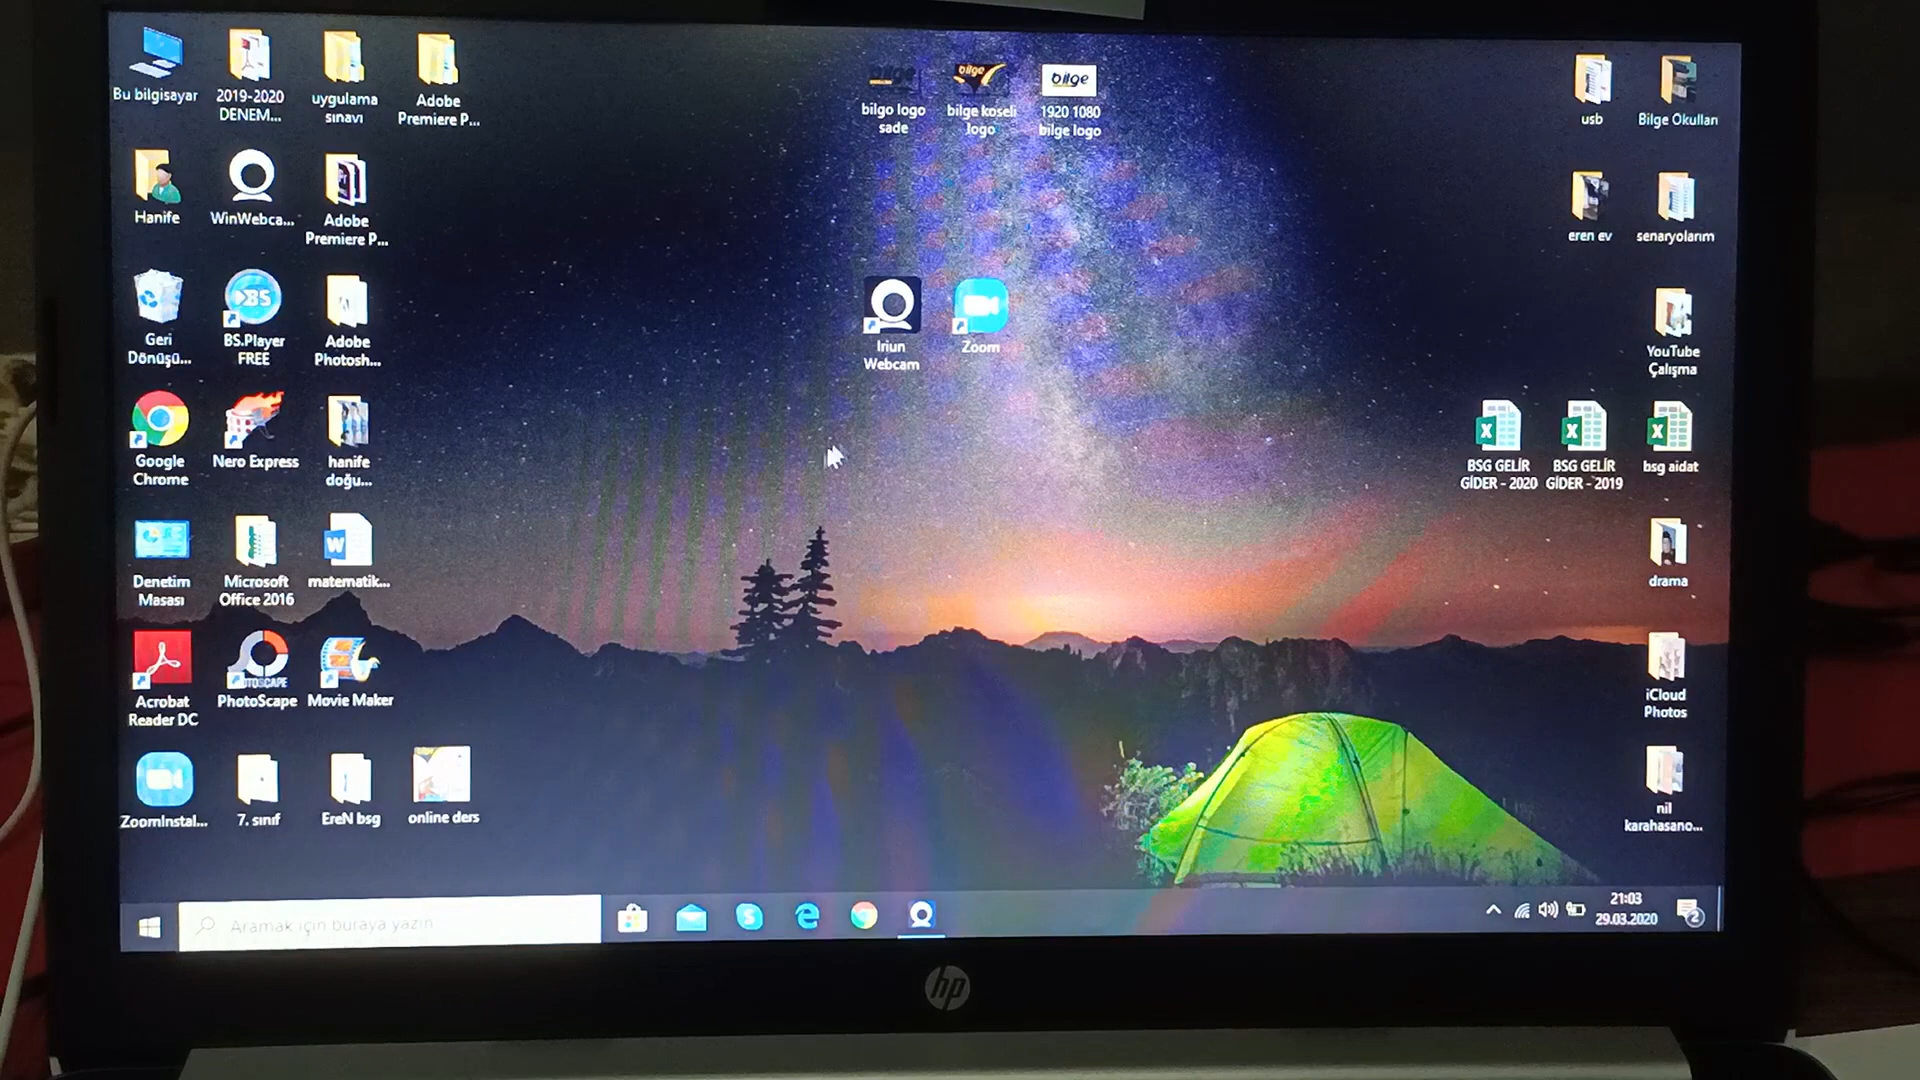 Bu bilgisayar
2019-2020
DENEM...
uygulama
sınavı
Adobe
Premiere P...
bilgo logo
sade
bilge
bilge koseli
logo
bilge
1920 1080
bilge logo
usb
Bilge Okulları
Hanife
WinWebca...
Adobe
Premiere P...
eren ev
senaryolarım
Geri
Dönüşü...
BS
BS.Player
FREE
Adobe
Photosh...
Iriun
Webcam
Zoom
YouTube
Çalışma
Google
Chrome
Nero Express
hanife
doğu...
BSG GELİR
GİDER - 2020
BSG GELİR
GİDER - 2019
bsg aidat
Denetim
Masası
Microsoft
Office 2016
matematik...
drama
Acrobat
Reader DC
PhotoScape
Movie Maker
iCloud
Photos
ZoomInstal...
7. sınıf
EreN bsg
online ders
nil
karahasano...
Aramak için buraya yazın
21:03
29.03.2020
2
hp